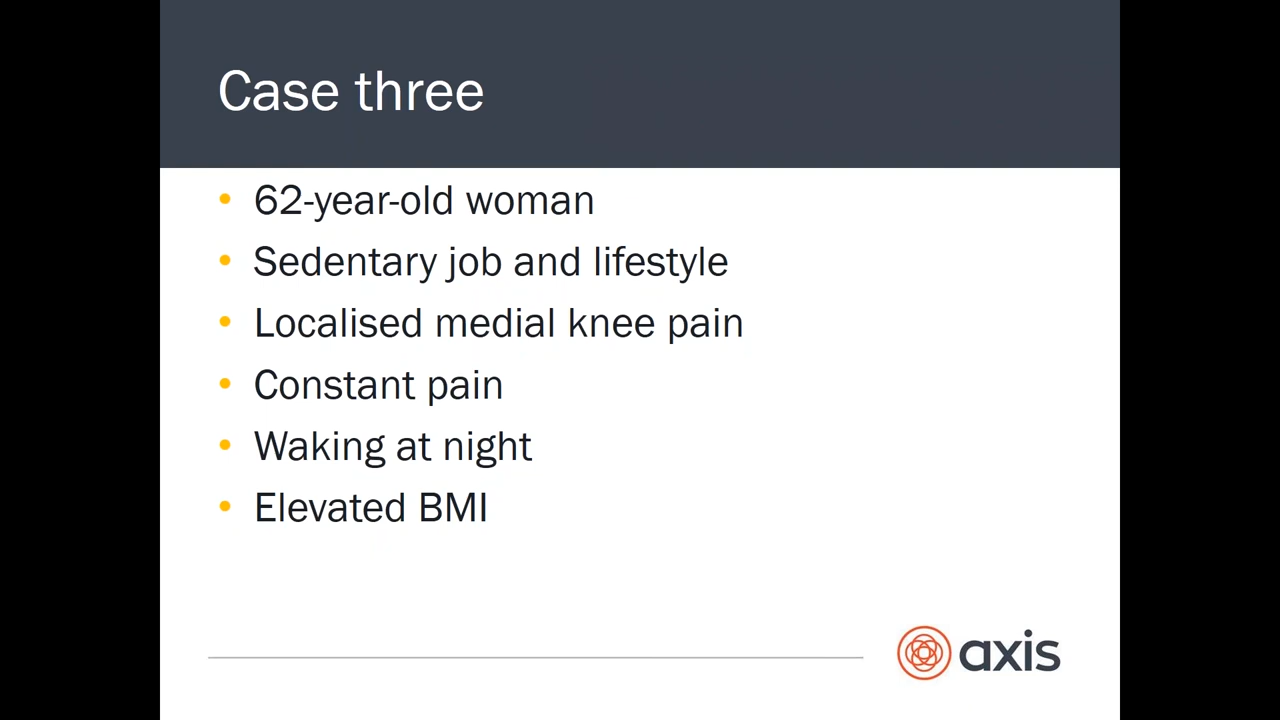 Case three
• 62-year-old woman
• Sedentary job and lifestyle
• Localised medial knee pain
• Constant pain
• Waking at night
• Elevated BMI
axis